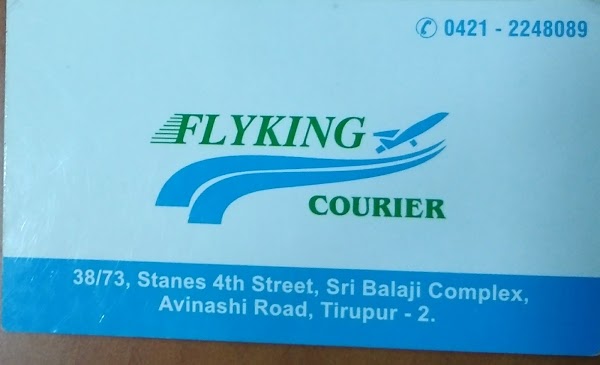 ✆ 0421 - 2248089
FLYKING
COURIER
38/73, Stanes 4th Street, Sri Balaji Complex,
Avinashi Road, Tirupur - 2.